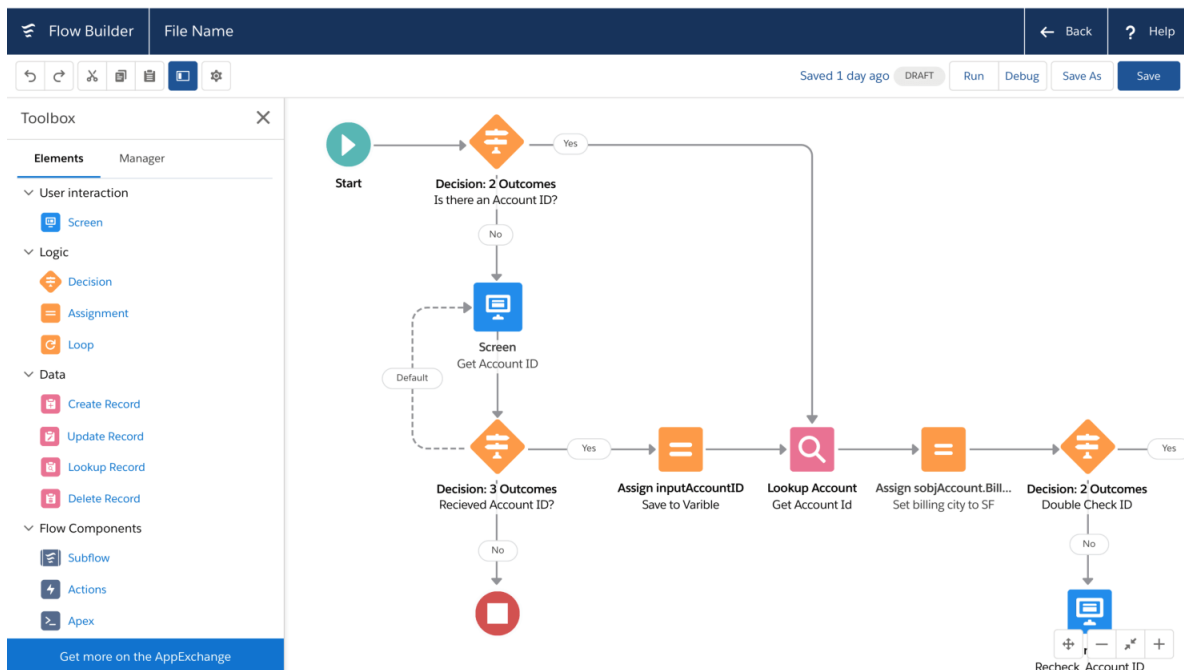 Flow Builder
File Name
Back
? Help
Saved 1 day ago
DRAFT
Run
Debug
Save As
Save
Toolbox
Elements
Manager
User interaction
Screen
Logic
Decision
Assignment
Loop
Data
Create Record
Update Record
Lookup Record
Delete Record
Flow Components
Subflow
Actions
Apex
Get more on the AppExchange
Start
Decision: 2 Outcomes
Is there an Account ID?
Yes
No
Screen
Get Account ID
Default
Decision: 3 Outcomes
Recieved Account ID?
Yes
No
Assign inputAccountID
Save to Varible
Lookup Account
Get Account Id
Assign sobjAccount.Bill...
Set billing city to SF
Decision: 2 Outcomes
Double Check ID
Yes
No
Recheck Account ID